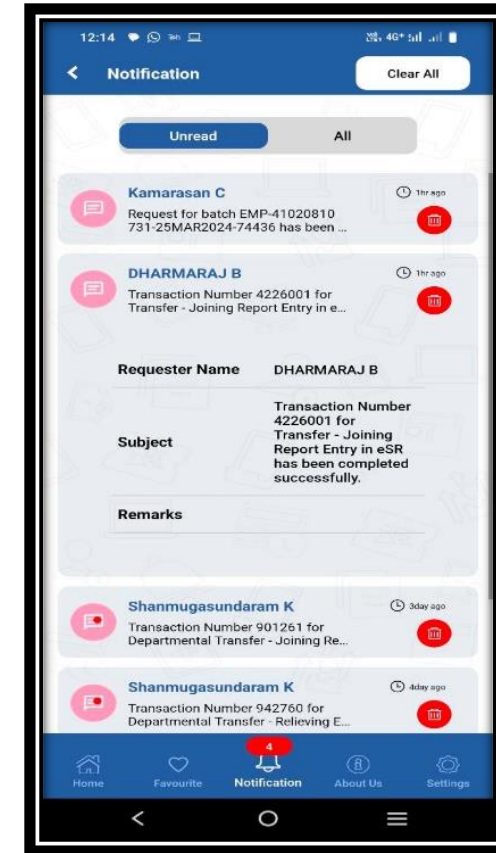 12:14
4G+
Notification
Clear All
Unread
All
Kamarasan C
1hr ago
Request for batch EMP-41020810
731-25MAR2024-74436 has been ...
DHARMARAJ B
1hr ago
Transaction Number 4226001 for
Transfer - Joining Report Entry in e...
Requester Name
DHARMARAJ B
Subject
Transaction Number
4226001 for
Transfer - Joining
Report Entry in eSR
has been completed
successfully.
Remarks
Shanmugasundaram K
3day ago
Transaction Number 901261 for
Departmental Transfer - Joining Re...
Shanmugasundaram K
4day ago
Transaction Number 942760 for
Departmental Transfer - Relieving E...
4
Home
Favourite
Notification
About Us
Settings